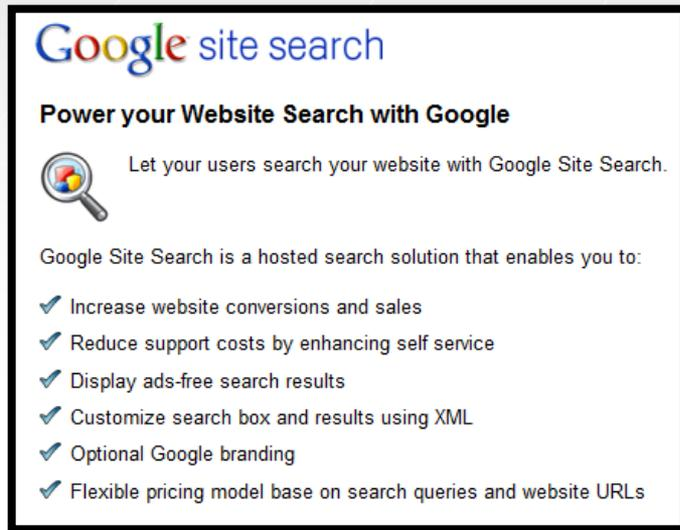 Google site search
Power your Website Search with Google
Let your users search your website with Google Site Search.
Google Site Search is a hosted search solution that enables you to:
Increase website conversions and sales
Reduce support costs by enhancing self service
Display ads-free search results
Customize search box and results using XML
Optional Google branding
Flexible pricing model base on search queries and website URLs